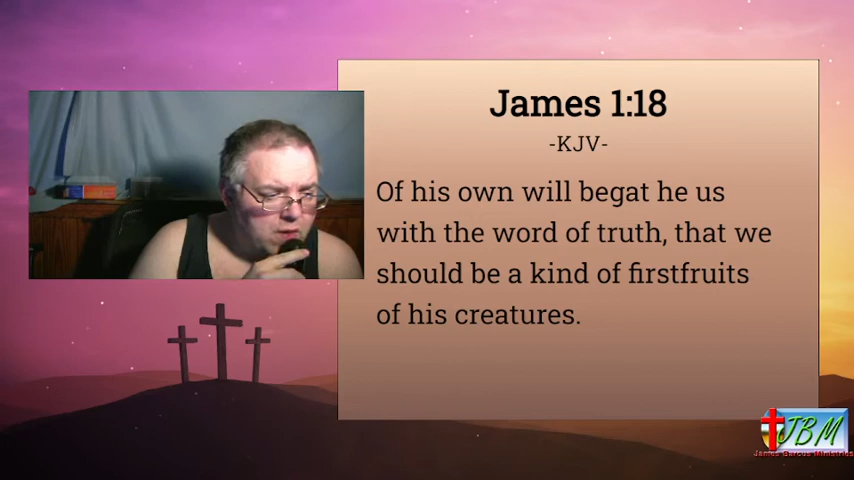 James 1:18
-KJV-
Of his own will begat he us
with the word of truth, that we
should be a kind of firstfruits
of his creatures.
JBM